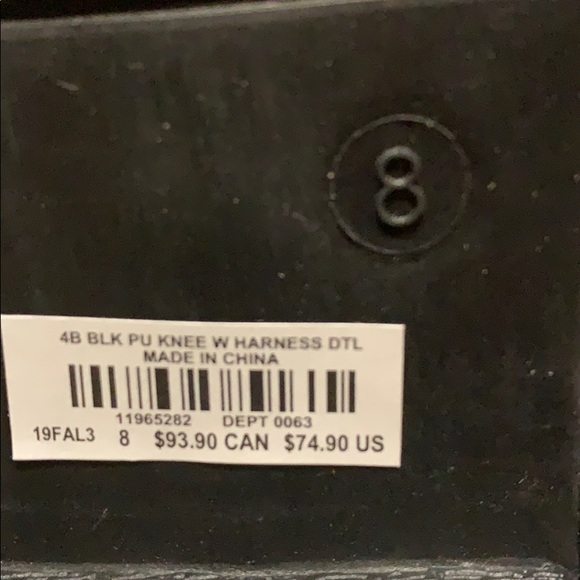 8
4B BLK PU KNEE W HARNESS DTL
MADE IN CHINA
11965282 DEPT 0063
19FAL3 8 $93.90 CAN $74.90 US